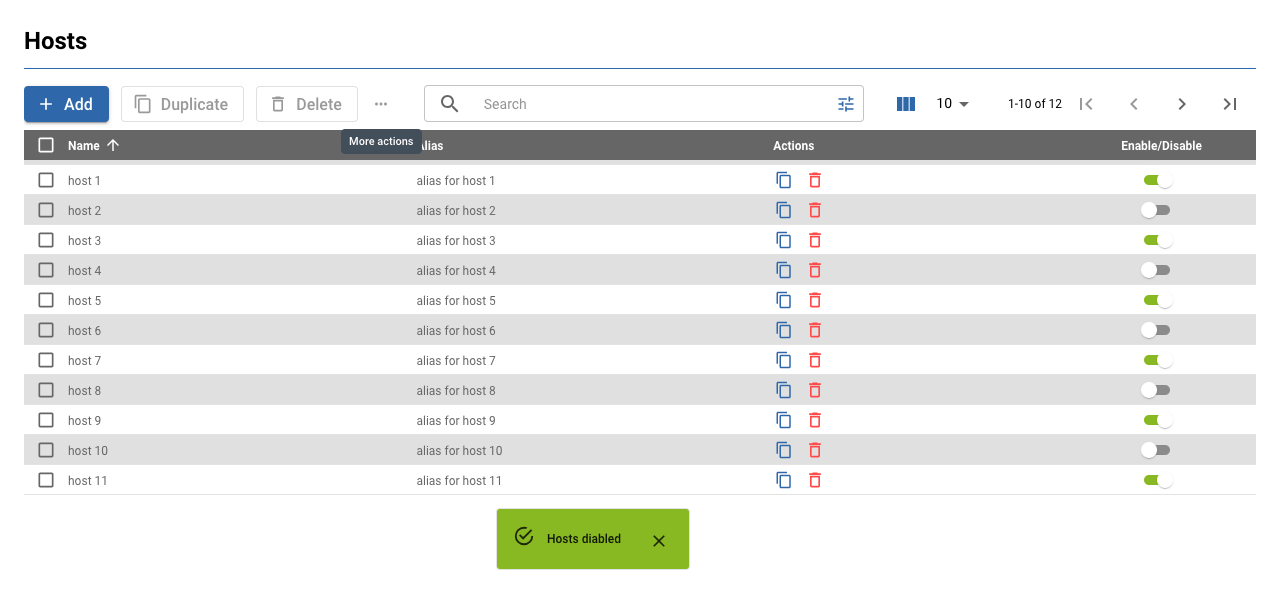 Hosts
Add Duplicate Delete ... Search 10 1-10 of 12
More actions
Name Alias Actions Enable/Disable
host 1 alias for host 1
host 2 alias for host 2
host 3 alias for host 3
host 4 alias for host 4
host 5 alias for host 5
host 6 alias for host 6
host 7 alias for host 7
host 8 alias for host 8
host 9 alias for host 9
host 10 alias for host 10
host 11 alias for host 11
Hosts diabled